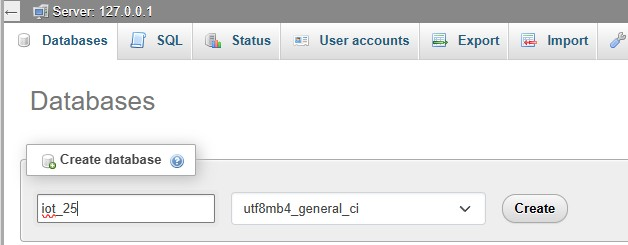 Server: 127.0.0.1
Databases SQL Status User accounts Export Import
Databases
Create database
iot_25 utf8mb4_general_ci Create